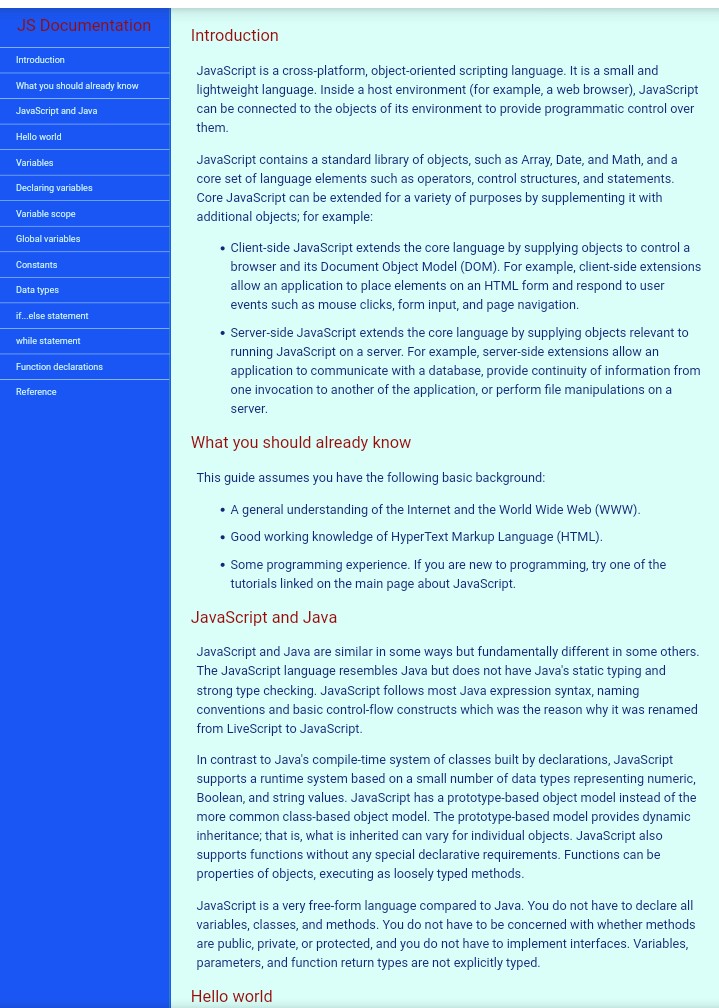 JS Documentation
Introduction
What you should already know
JavaScript and Java
Hello world
Variables
Declaring variables
Variable scope
Global variables
Constants
Data types
if...else statement
while statement
Function declarations
Reference
Introduction
JavaScript is a cross-platform, object-oriented scripting language. It is a small and
lightweight language. Inside a host environment (for example, a web browser), JavaScript
can be connected to the objects of its environment to provide programmatic control over
them.
JavaScript contains a standard library of objects, such as Array, Date, and Math, and a
core set of language elements such as operators, control structures, and statements.
Core JavaScript can be extended for a variety of purposes by supplementing it with
additional objects; for example:
• Client-side JavaScript extends the core language by supplying objects to control a
browser and its Document Object Model (DOM). For example, client-side extensions
allow an application to place elements on an HTML form and respond to user
events such as mouse clicks, form input, and page navigation.
• Server-side JavaScript extends the core language by supplying objects relevant to
running JavaScript on a server. For example, server-side extensions allow an
application to communicate with a database, provide continuity of information from
one invocation to another of the application, or perform file manipulations on a
server.
What you should already know
This guide assumes you have the following basic background:
• A general understanding of the Internet and the World Wide Web (WWW).
• Good working knowledge of HyperText Markup Language (HTML).
• Some programming experience. If you are new to programming, try one of the
tutorials linked on the main page about JavaScript.
JavaScript and Java
JavaScript and Java are similar in some ways but fundamentally different in some others.
The JavaScript language resembles Java but does not have Java's static typing and
strong type checking. JavaScript follows most Java expression syntax, naming
conventions and basic control-flow constructs which was the reason why it was renamed
from LiveScript to JavaScript.
In contrast to Java's compile-time system of classes built by declarations, JavaScript
supports a runtime system based on a small number of data types representing numeric,
Boolean, and string values. JavaScript has a prototype-based object model instead of the
more common class-based object model. The prototype-based model provides dynamic
inheritance; that is, what is inherited can vary for individual objects. JavaScript also
supports functions without any special declarative requirements. Functions can be
properties of objects, executing as loosely typed methods.
JavaScript is a very free-form language compared to Java. You do not have to declare all
variables, classes, and methods. You do not have to be concerned with whether methods
are public, private, or protected, and you do not have to implement interfaces. Variables,
parameters, and function return types are not explicitly typed.
Hello world